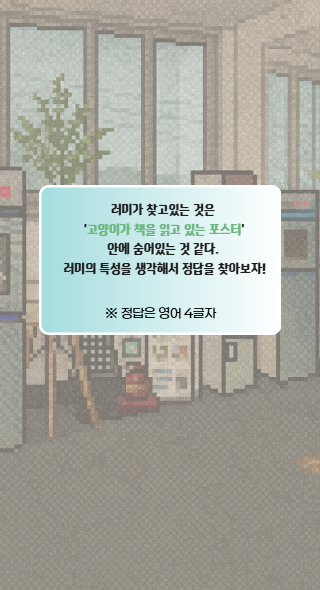 러미가 찾고있는 것은
'고양이가 책을 읽고 있는 포스터'
안에 숨어있는 것 같다.
러미의 특성을 생각해서 정답을 찾아보자!
※ 정답은 영어 4글자